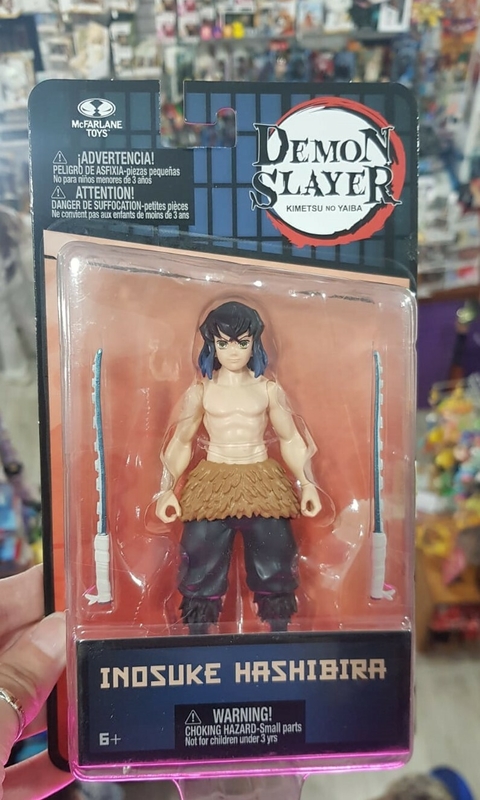 McFARLANE
TOYS™
¡ADVERTENCIA!
PELIGRO DE ASFIXIA-piezas pequeñas
No para niños menores de 3 años
ATTENTION!
DANGER DE SUFFOCATION-petites pièces
Ne convient pas aux enfants de moins de 3 ans
DEMON
SLAYER
KIMETSU NO YAIBA
INOSUKE HASHIBIRA
WARNING!
CHOKING HAZARD-Small parts
Not for children under 3 yrs
6+